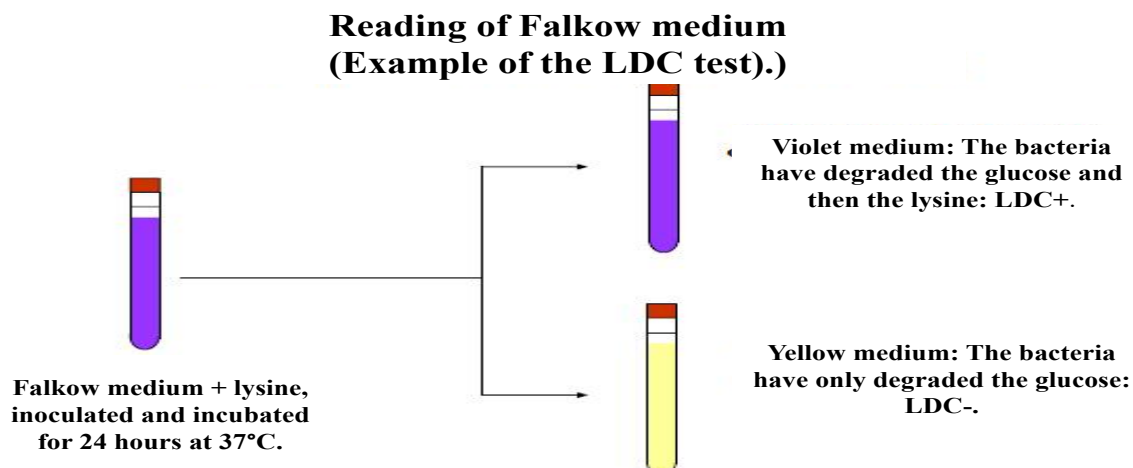 Reading of Falkow medium
(Example of the LDC test).)
Violet medium: The bacteria
have degraded the glucose and
then the lysine: LDC+.
Falkow medium + lysine,
inoculated and incubated
for 24 hours at 37°C.
Yellow medium: The bacteria
have only degraded the glucose:
LDC-.